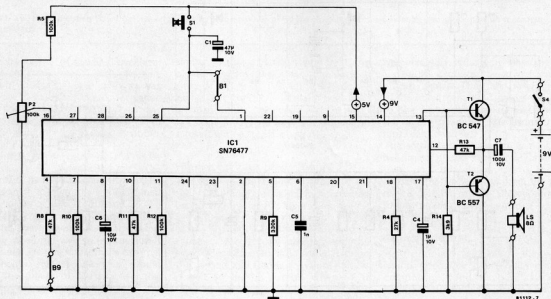 R5
100k
S1
C1
47μ
10V
B1
5V
9V
S4
P2
100k
16
27
28
26
25
1
22
19
9
15
14
13
T1
BC 547
IC1
SN76477
12
R13
47k
C7
100μ
10V
9V
T2
BC 557
4
7
8
10
11
24
23
2
3
5
6
20
21
18
17
R8
47k
R10
100k
C6
10μ
10V
R11
47k
R12
100k
R9
330k
C5
1n
R4
27k
C4
1μ
10V
R14
3k9
LS
8Ω
B9
81112 - 7